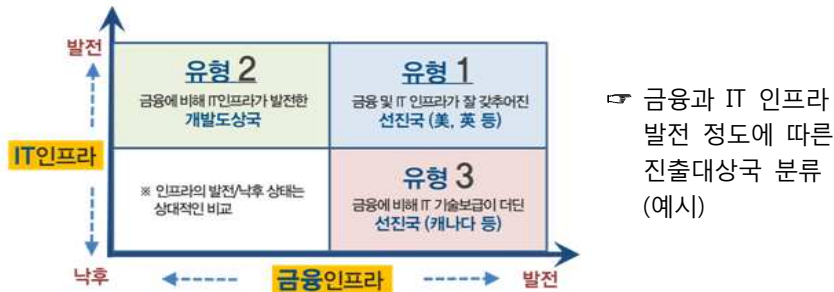 발전
유형 2
금융에 비해 IT인프라가 발전한
개발도상국
유형 1
금융 및 IT 인프라가 잘 갖추어진
선진국 (美, 英 등)
IT인프라
※ 인프라의 발전/낙후 상태는
상대적인 비교
유형 3
금융에 비해 IT 기술보급이 더딘
선진국 (캐나다 등)
낙후
금융인프라
발전
☞ 금융과 IT 인프라
발전 정도에 따른
진출대상국 분류
(예시)